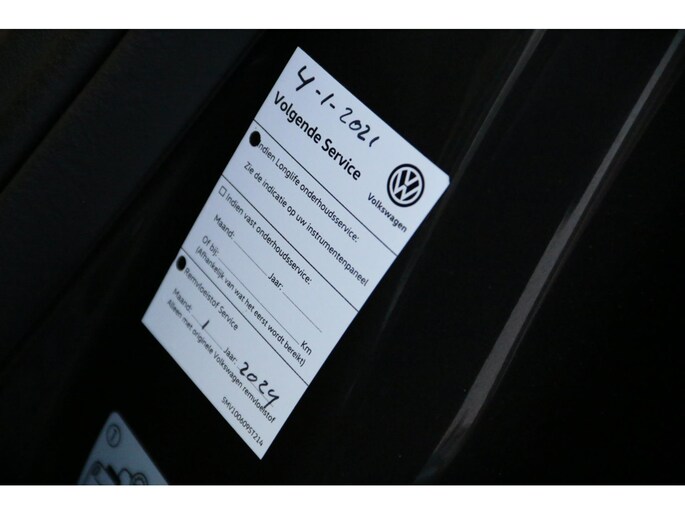 4-1-2021
Volgende Service
Volkswagen
Indien Longlife onderhoudsservice:
Zie de indicatie op uw instrumentenpaneel
Indien vast onderhoudsservice:
Maand: Jaar:
Of bij: Km
(Afhankelijk van wat het eerst wordt bereikt)
Remvloeistof Service
Maand: 1 Jaar: 2024
Alleen met originele Volkswagen remvloeistof
5MV1006095T214